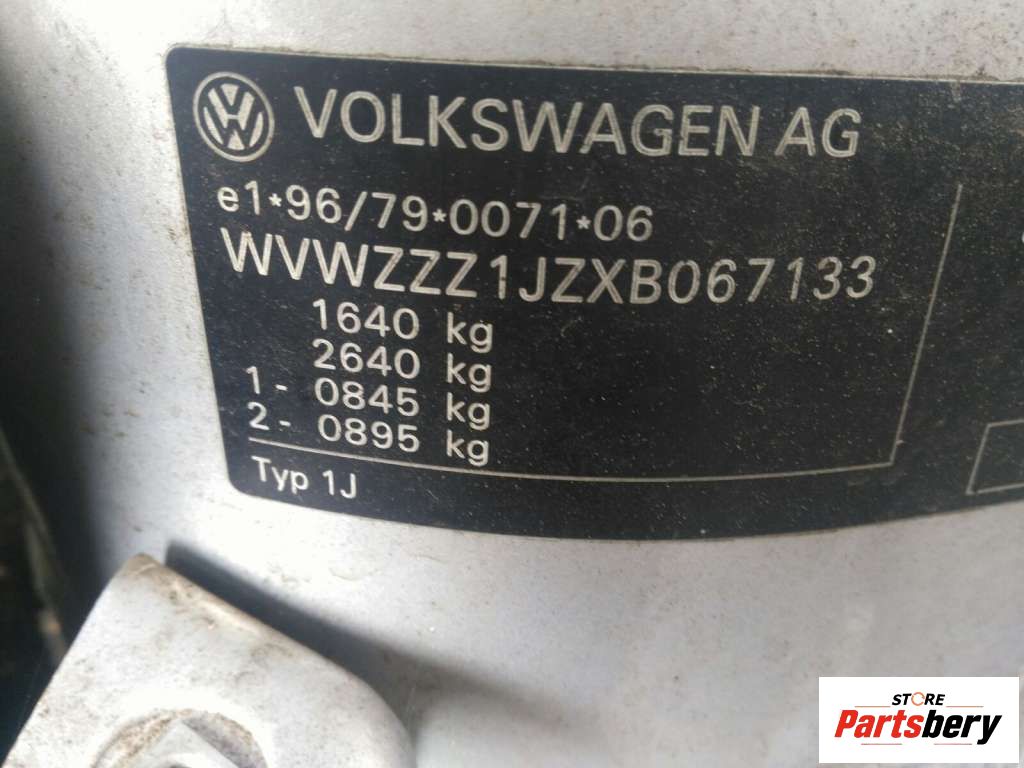 VOLKSWAGEN AG
e1*96/79*0071*06
WVWZZZ1JZXB067133
1640 kg
2640 kg
1- 0845 kg
2- 0895 kg
Typ 1J
STORE
Partsbery